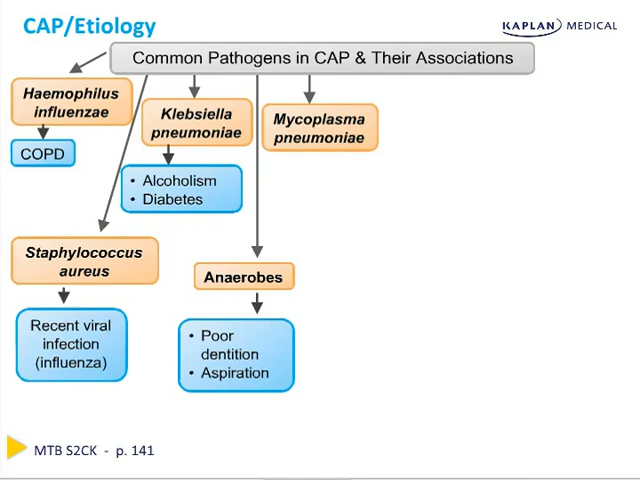 CAP/Etiology
KAPLAN MEDICAL
Common Pathogens in CAP & Their Associations
Haemophilus
influenzae
COPD
Klebsiella
pneumoniae
• Alcoholism
• Diabetes
Mycoplasma
pneumoniae
Staphylococcus
aureus
Recent viral
infection
(influenza)
Anaerobes
• Poor
dentition
• Aspiration
MTB S2CK - p. 141